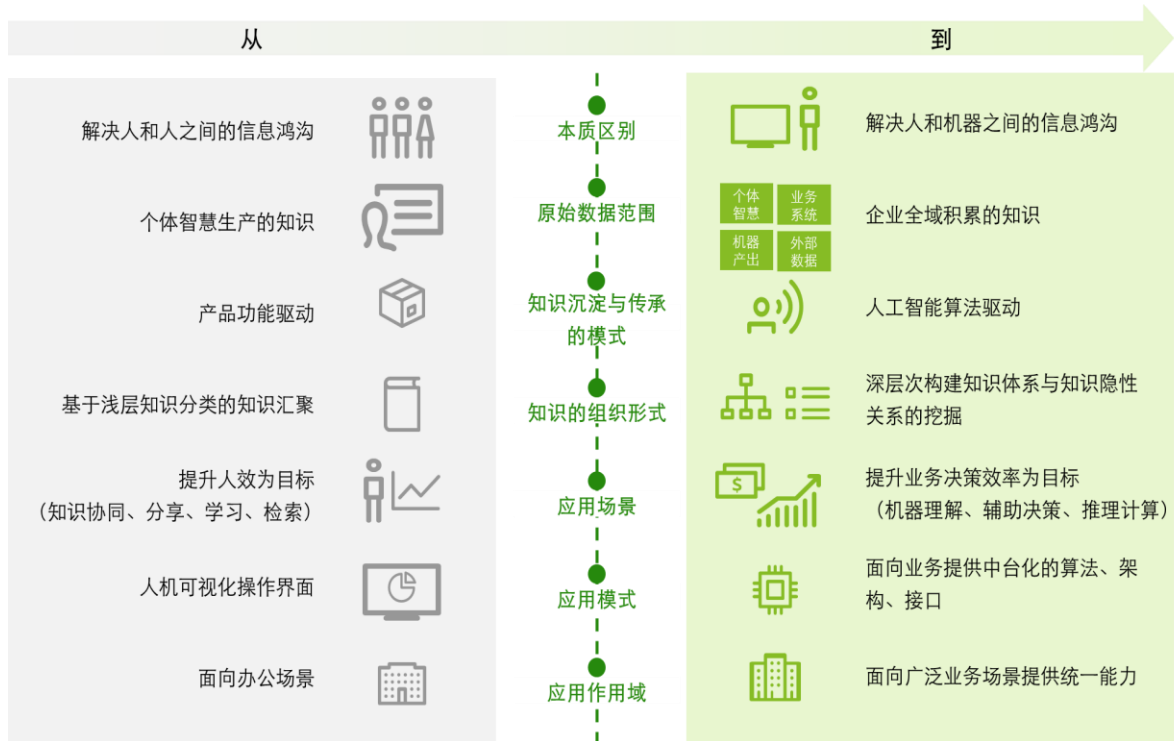 从
到
解决人和人之间的信息鸿沟
本质区别
解决人和机器之间的信息鸿沟
个体智慧生产的知识
原始数据范围
个体
智慧
业务
系统
机器
产出
外部
数据
企业全域积累的知识
产品功能驱动
知识沉淀与传承
的模式
人工智能算法驱动
基于浅层知识分类的知识汇聚
知识的组织形式
深层次构建知识体系与知识隐性
关系的挖掘
提升人效为目标
（知识协同、分享、学习、检索）
应用场景
$
提升业务决策效率为目标
（机器理解、辅助决策、推理计算）
人机可视化操作界面
应用模式
面向业务提供中台化的算法、架
构、接口
面向办公场景
应用作用域
面向广泛业务场景提供统一能力